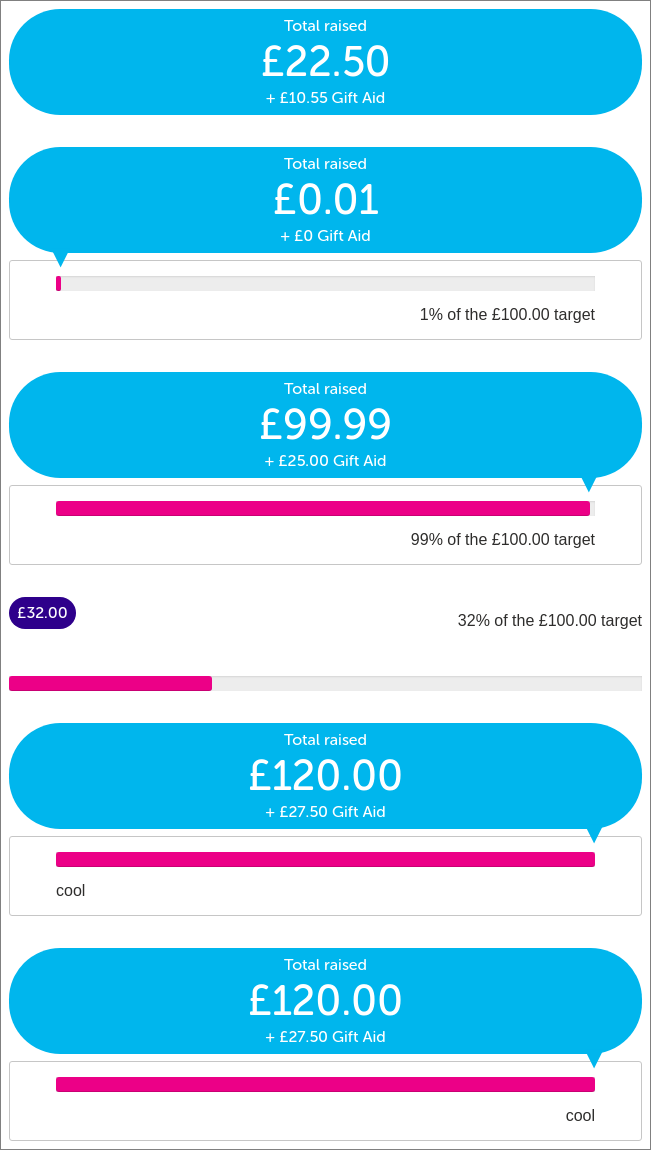 Total raised
£22.50
+ £10.55 Gift Aid
Total raised
£0.01
+ £0 Gift Aid
1% of the £100.00 target
Total raised
£99.99
+ £25.00 Gift Aid
99% of the £100.00 target
£32.00
32% of the £100.00 target
Total raised
£120.00
+ £27.50 Gift Aid
cool
Total raised
£120.00
+ £27.50 Gift Aid
cool